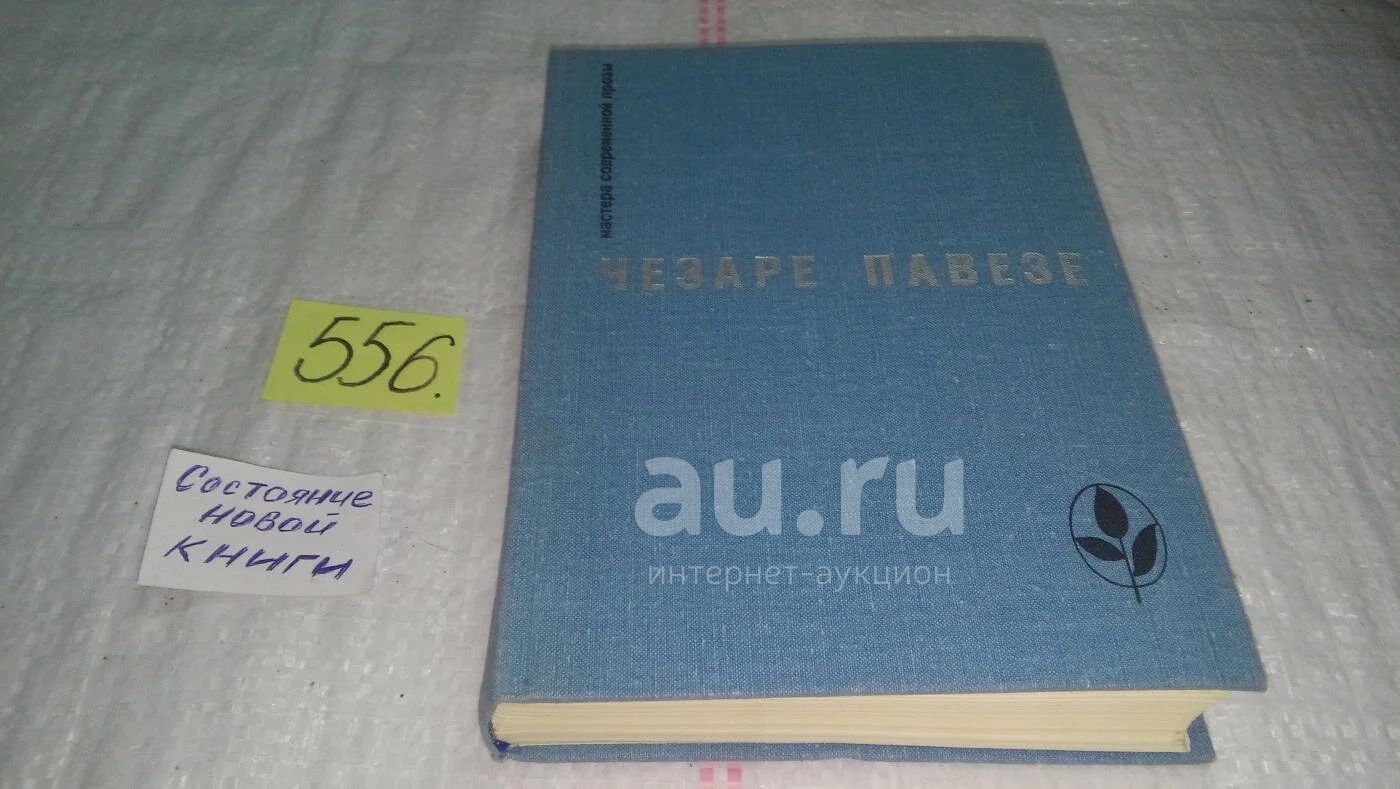 мастера современной прозы
ЧЕЗАРЕ ПАВЕЗЕ
556.
Состояние
новой
книги
au.ru
интернет-аукцион